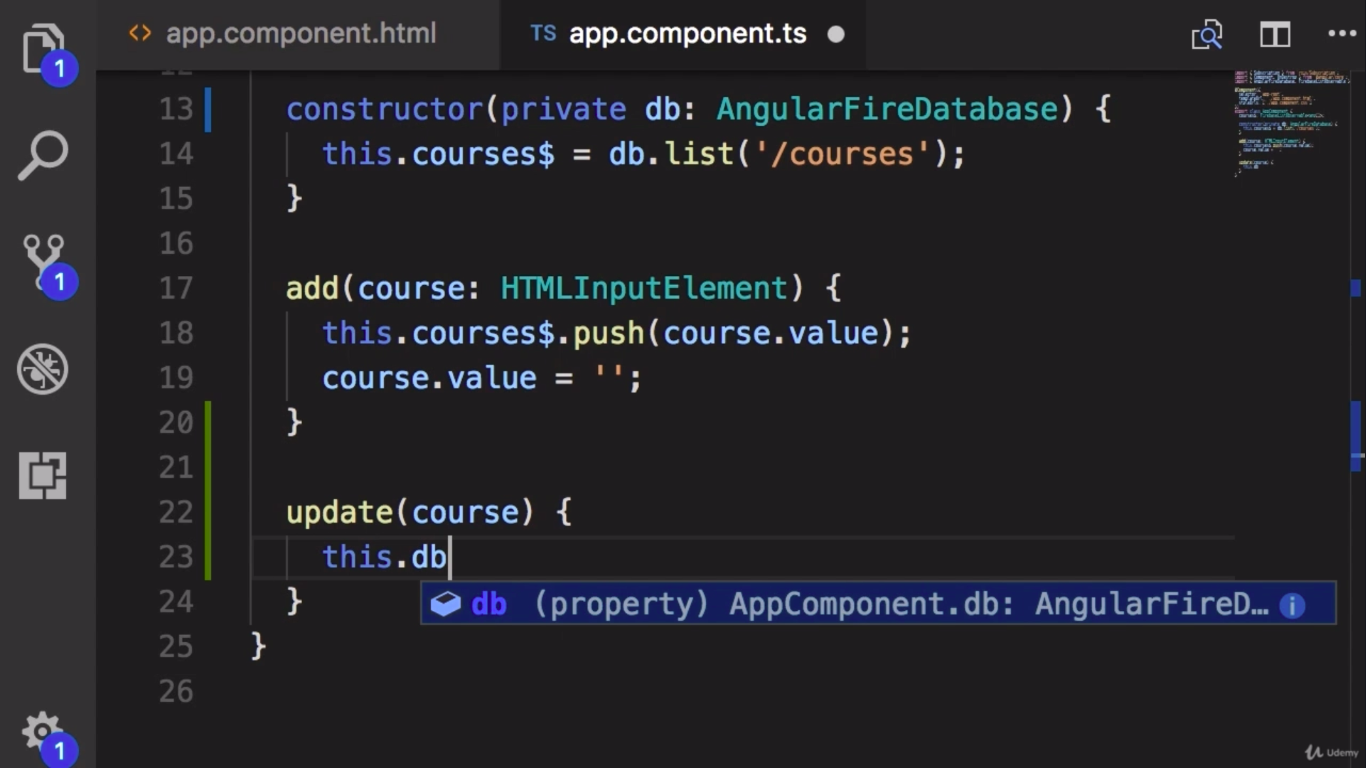 app.component.html
TS app.component.ts
1
12
13 constructor(private db: AngularFireDatabase) {
14 this.courses$ = db.list('/courses');
15 }
16
17 add(course: HTMLInputElement) {
18 this.courses$.push(course.value);
19 course.value = '';
20 }
21
22 update(course) {
23 this.db
db (property) AppComponent.db: AngularFireD…
24 }
25 }
26
1
1
Udemy